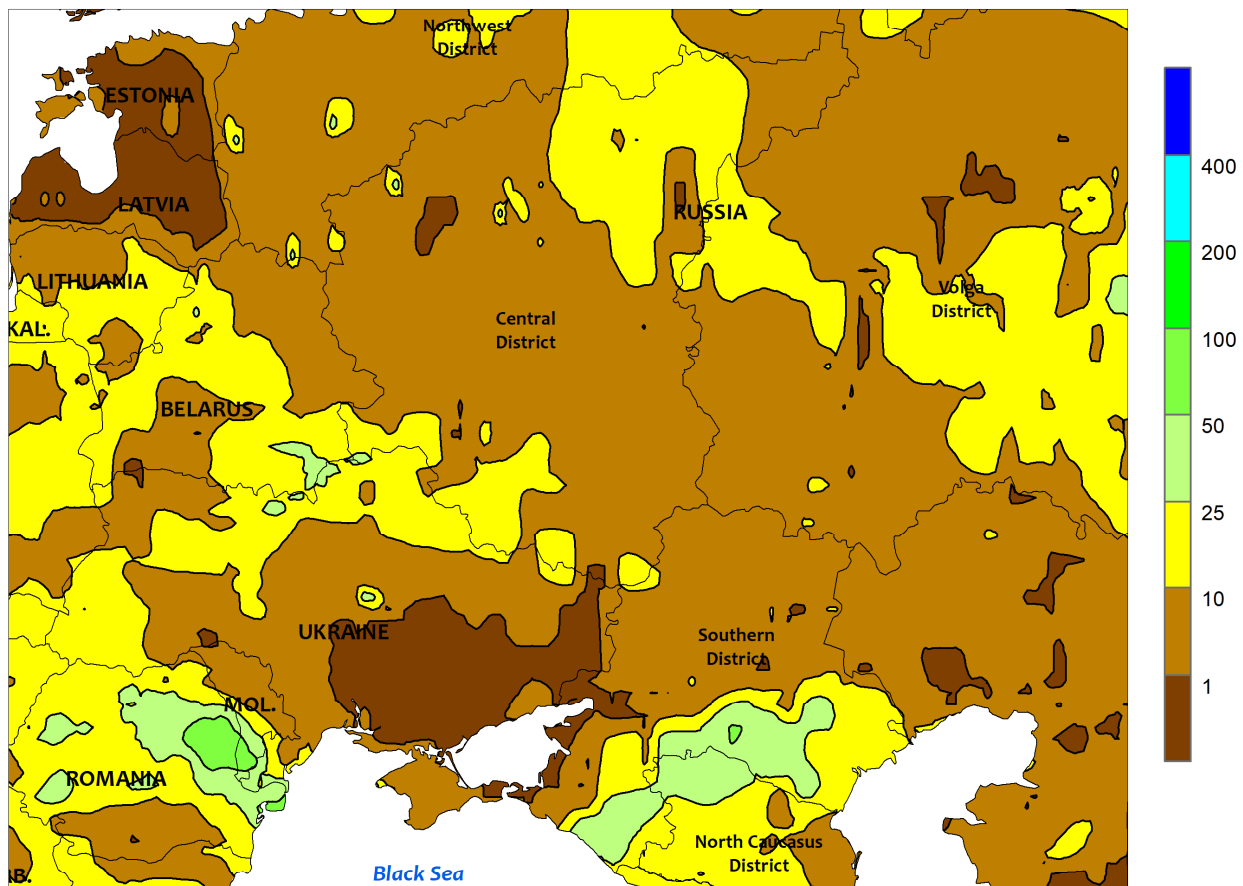 Northwest
District
ESTONIA
LATVIA
RUSSIA
LITHUANIA
Volga
District
KAL.
Central
District
BELARUS
UKRAINE
Southern
District
MOL.
ROMANIA
North Caucasus
District
B.
Black Sea
400
200
100
50
25
10
1